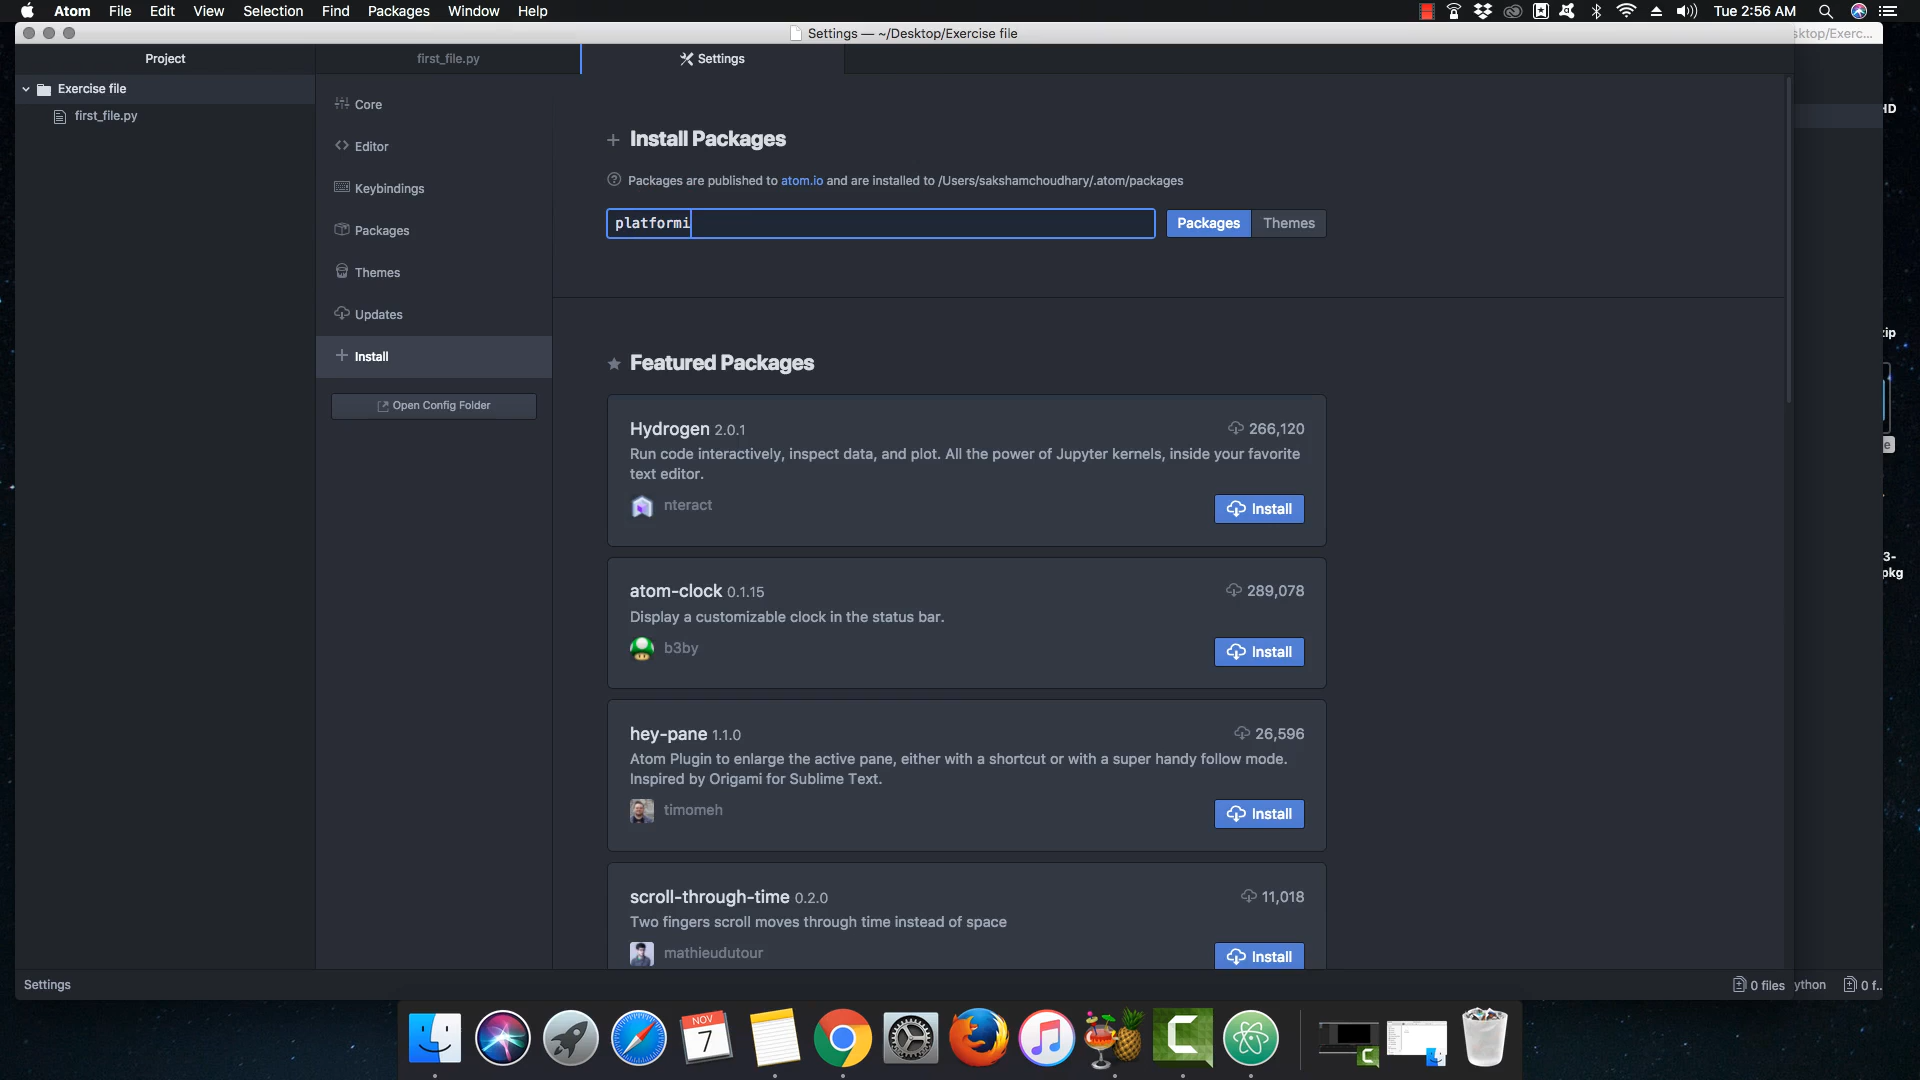 Atom File Edit View Selection Find Packages Window Help
Tue 2:56 AM
Settings — ~/Desktop/Exercise file
sktop/Exerc...
Project
first_file.py
Settings
Exercise file
first_file.py
Core
Editor
Keybindings
Packages
Themes
Updates
Install
Open Config Folder
Install Packages
Packages are published to atom.io and are installed to /Users/sakshamchoudhary/.atom/packages
platformi
Packages Themes
Featured Packages
Hydrogen 2.0.1
266,120
Run code interactively, inspect data, and plot. All the power of Jupyter kernels, inside your favorite
text editor.
nteract
Install
atom-clock 0.1.15
289,078
Display a customizable clock in the status bar.
b3by
Install
hey-pane 1.1.0
26,596
Atom Plugin to enlarge the active pane, either with a shortcut or with a super handy follow mode.
Inspired by Origami for Sublime Text.
timomeh
Install
scroll-through-time 0.2.0
11,018
Two fingers scroll moves through time instead of space
mathieudutour
Install
HD
zip
e
3-
pkg
Settings
0 files
ython
0 f..
NOV
7